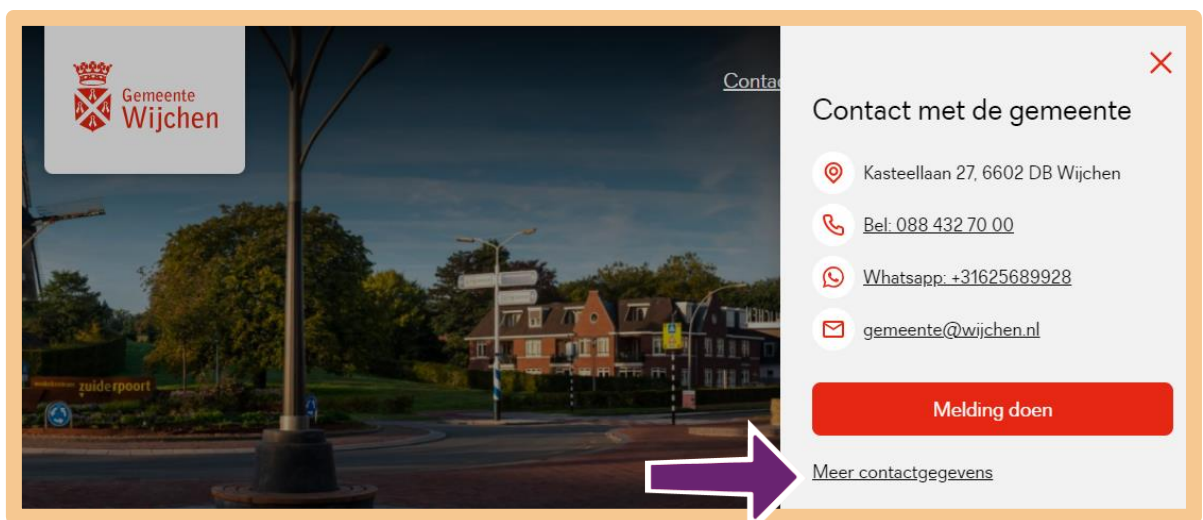 Gemeente
Wijchen
Contac
Contact met de gemeente
Kasteellaan 27, 6602 DB Wijchen
Bel: 088 432 70 00
Whatsapp: +31625689928
gemeente@wijchen.nl
zuiderpoort
Melding doen
Meer contactgegevens